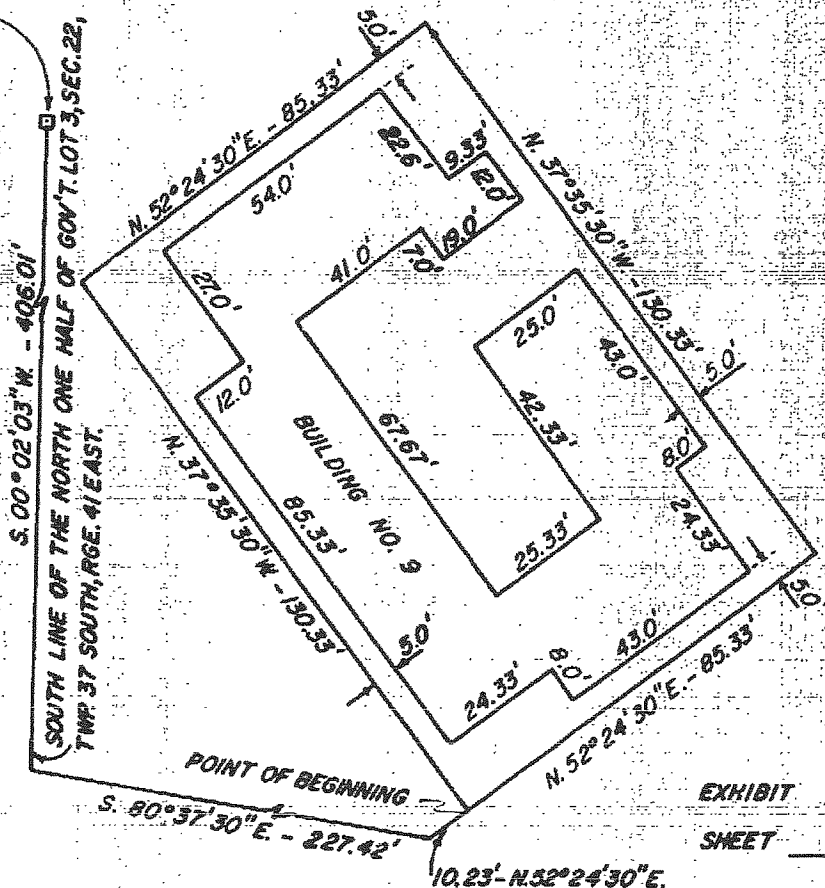 5.0'
N. 52° 24' 30" E. - 85.33'
N. 37° 35' 30" W. - 130.33'
54.0'
22.6'
9.33'
12.0'
19.0'
7.0'
41.0'
27.0'
12.0'
25.0'
43.0'
5.0'
42.33'
67.67'
8.0'
24.33'
BUILDING NO. 9
25.33'
85.33'
N. 37° 35' 30" W. - 130.33'
5.0'
43.0'
8.0'
24.33'
5.0
N. 52° 24' 30" E. - 85.33'
S. 00° 02' 03" W. - 406.01'
SOUTH LINE OF THE NORTH ONE HALF OF GOV'T. LOT 3, SEC. 22,
TWP. 37 SOUTH, RGE. 41 EAST.
POINT OF BEGINNING
S. 80° 37' 30" E. - 227.42'
10.23' - N. 52° 24' 30" E.
EXHIBIT
SHEET